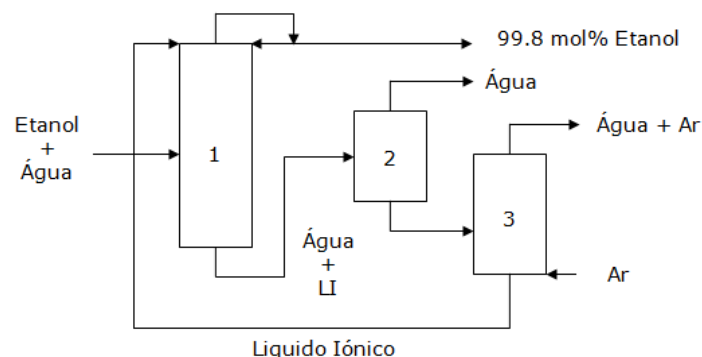 99.8 mol% Etanol
Água
Etanol
+
Água
1
2
Água + Ar
3
Água
+
LI
Ar
Liquido Iónico